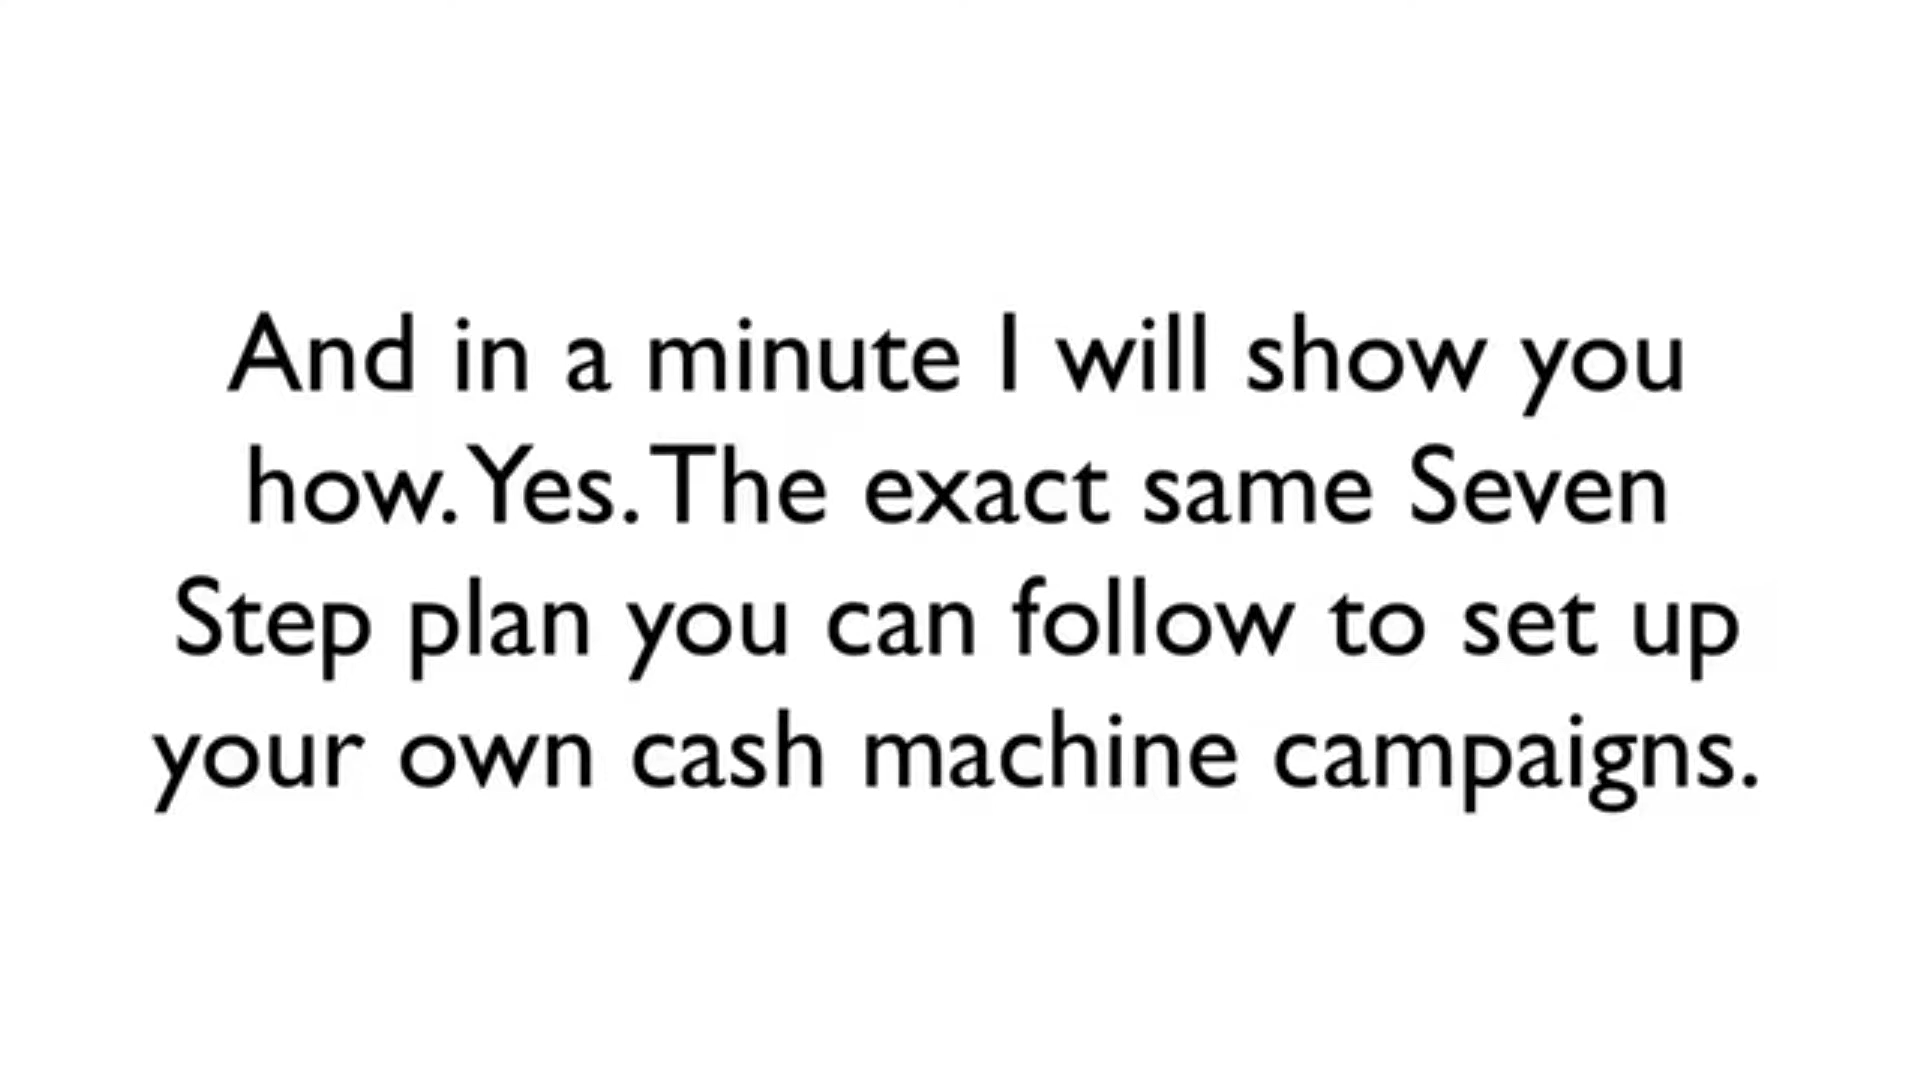 And in a minute I will show you
how. Yes. The exact same Seven
Step plan you can follow to set up
your own cash machine campaigns.